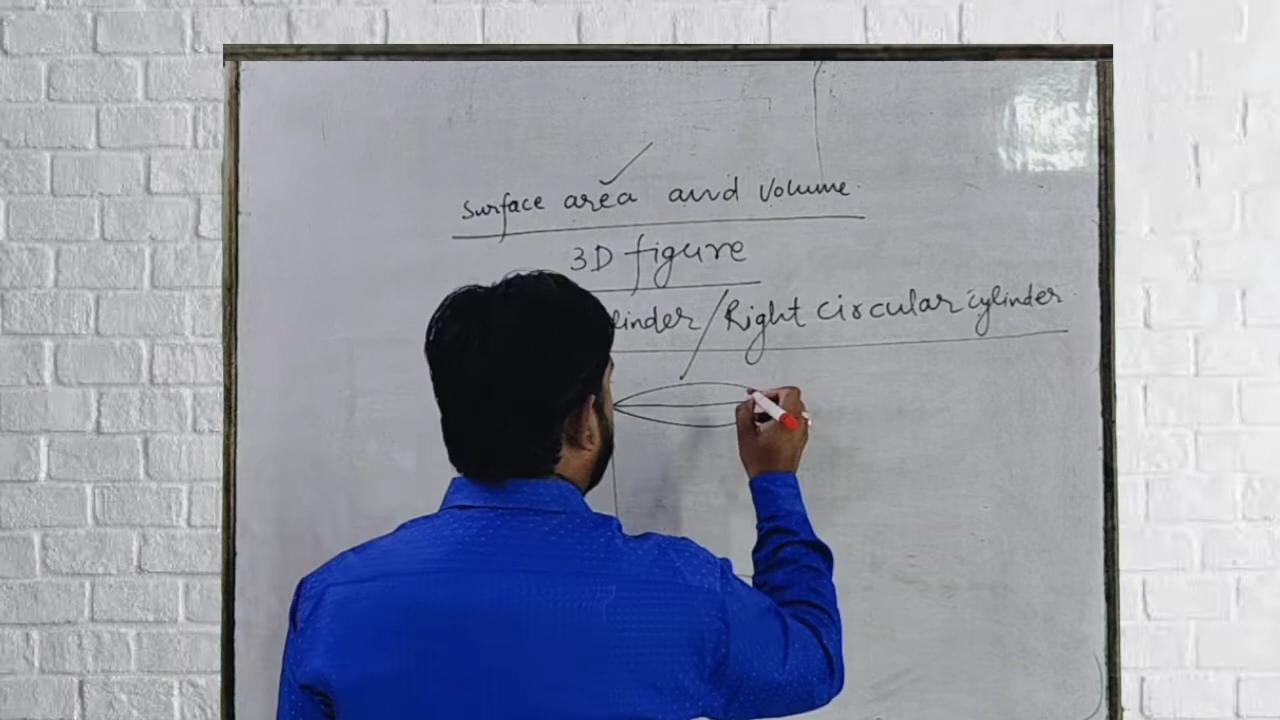 Surface area and Volume.
3D figure
linder / Right circular cylinder